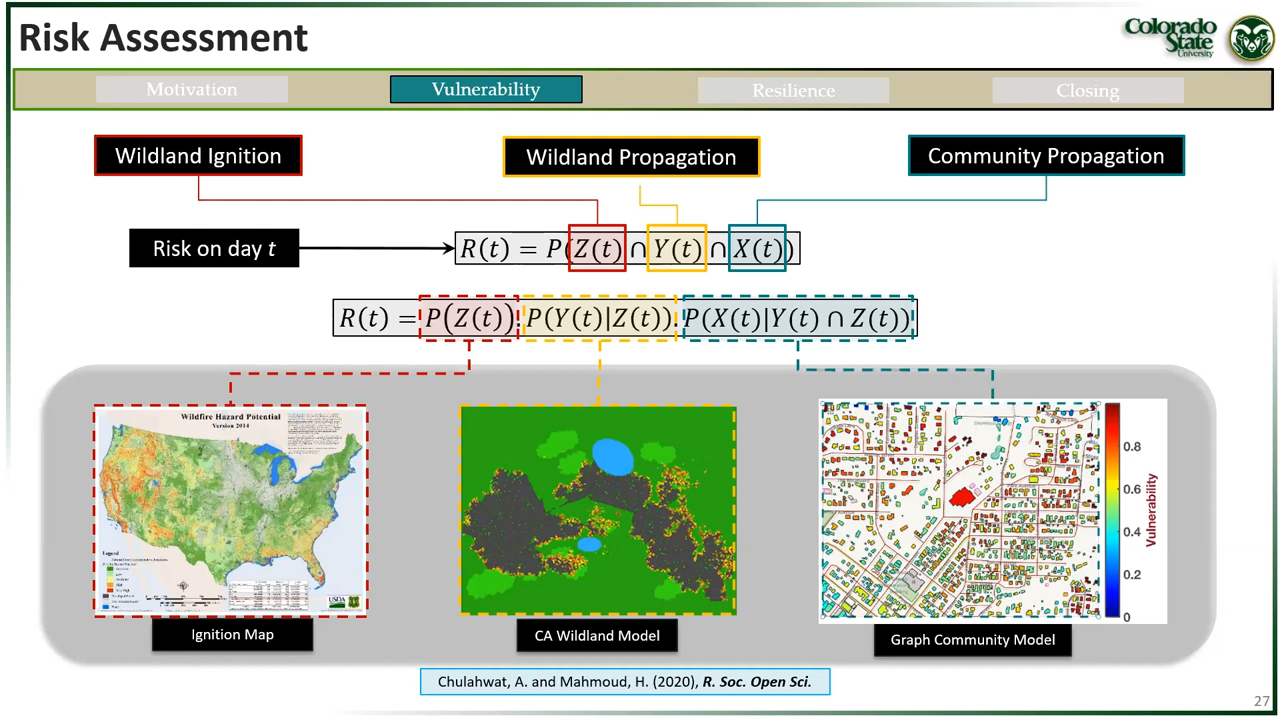 Risk Assessment
Colorado
State
University
Motivation
Vulnerability
Resilience
Closing
Wildland Ignition
Wildland Propagation
Community Propagation
Risk on day t
R(t) = P(Z(t) ∩ Y(t) ∩ X(t))
R(t) = P(Z(t)). P(Y(t)|Z(t)). P(X(t)|Y(t) ∩ Z(t))
Wildfire Hazard Potential
Version 2014
Legend
USDA
0.8
0.6
0.4
0.2
0
Vulnerability
Ignition Map
CA Wildland Model
Graph Community Model
Chulahwat, A. and Mahmoud, H. (2020), R. Soc. Open Sci.
27